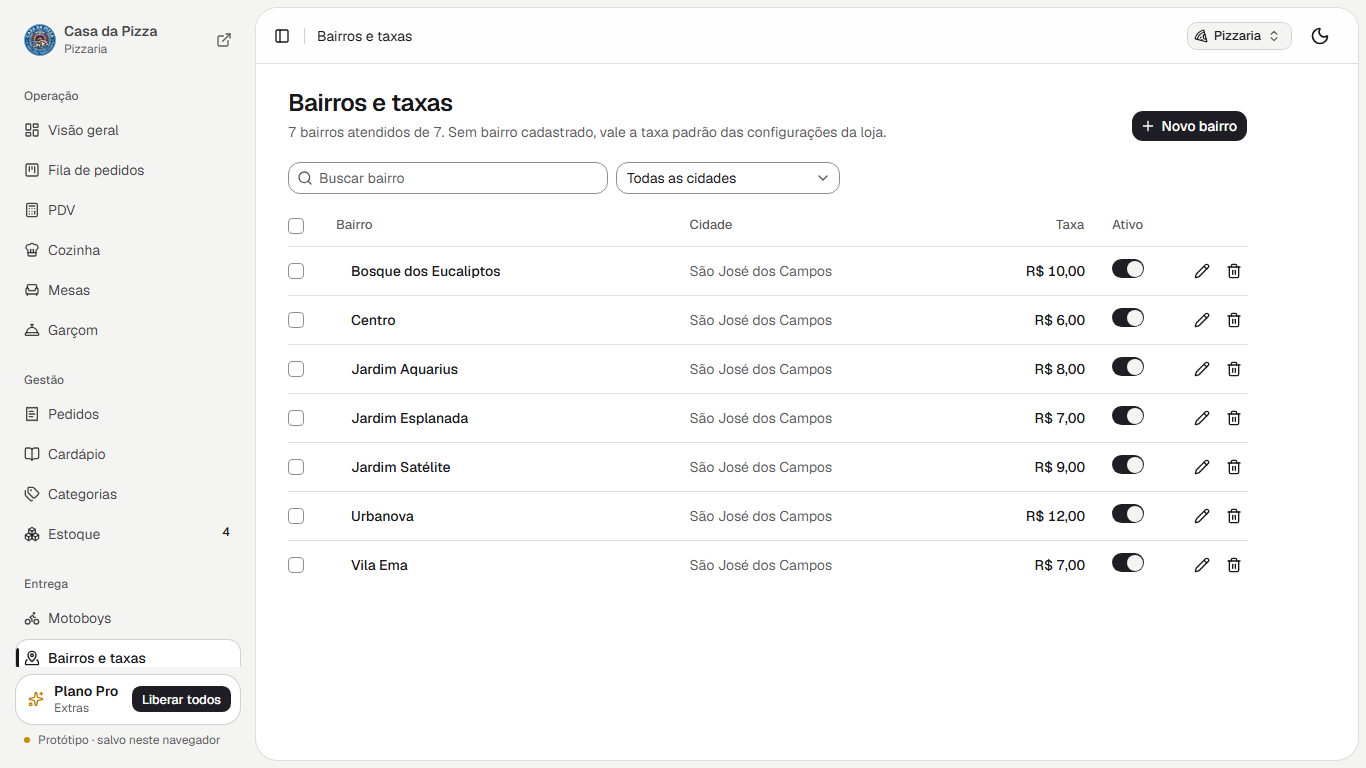 Casa da Pizza
Pizzaria
Operação
Visão geral
Fila de pedidos
PDV
Cozinha
Mesas
Garçom
Gestão
Pedidos
Cardápio
Categorias
Estoque 4
Entrega
Motoboys
Bairros e taxas
Plano Pro
Extras
Liberar todos
Protótipo · salvo neste navegador
Bairros e taxas
Pizzaria
Bairros e taxas
7 bairros atendidos de 7. Sem bairro cadastrado, vale a taxa padrão das configurações da loja.
Novo bairro
Buscar bairro
Todas as cidades
Bairro Cidade Taxa Ativo
Bosque dos Eucaliptos São José dos Campos R$ 10,00
Centro São José dos Campos R$ 6,00
Jardim Aquarius São José dos Campos R$ 8,00
Jardim Esplanada São José dos Campos R$ 7,00
Jardim Satélite São José dos Campos R$ 9,00
Urbanova São José dos Campos R$ 12,00
Vila Ema São José dos Campos R$ 7,00